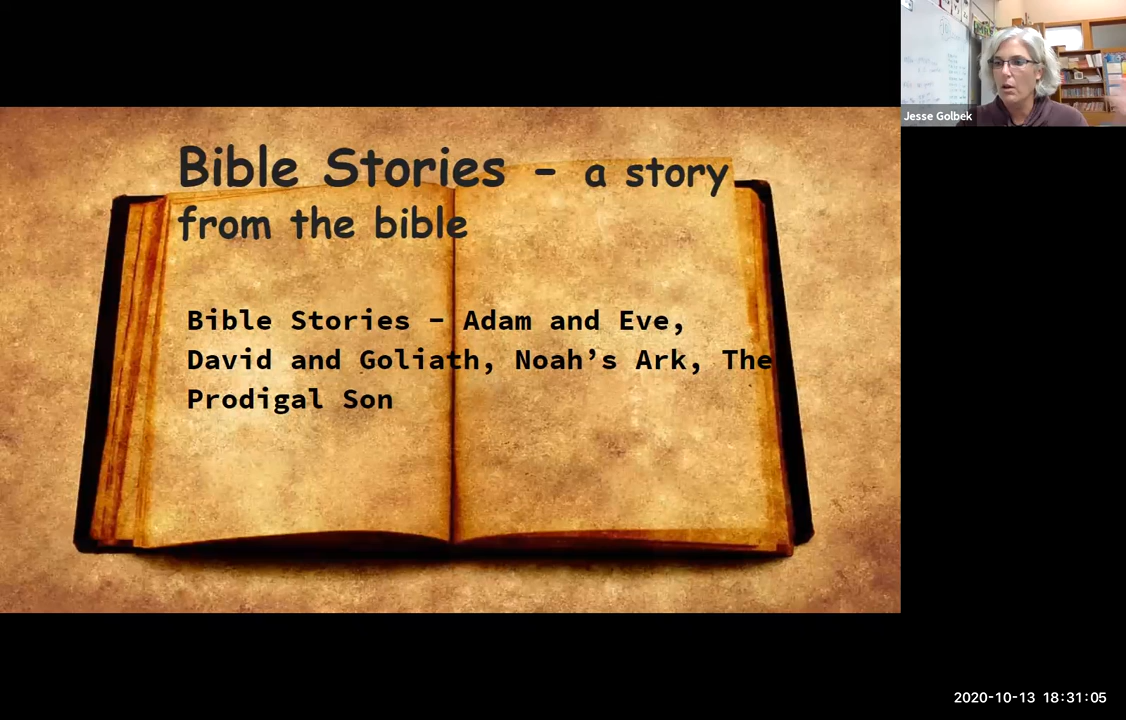 Bible Stories - a story
from the bible
Bible Stories – Adam and Eve,
David and Goliath, Noah’s Ark, The
Prodigal Son
Jesse Golbek
2020-10-13 18:31:05